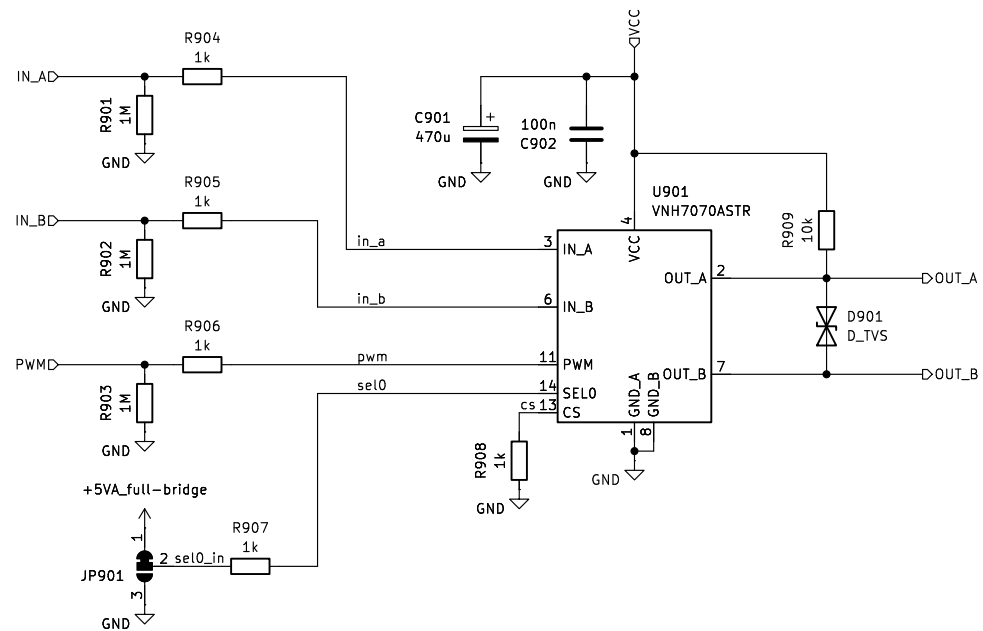 VCC
R904
1k
IN_A
R901
1M
GND
C901
470u
+
100n
C902
GND
GND
R905
1k
IN_B
R902
1M
GND
in_a
in_b
U901
VNH7070ASTR
4
VCC
3
IN_A
6
IN_B
11
PWM
14
SEL0
13
CS
OUT_A
2
OUT_B
7
GND_A
GND_B
1
8
GND
R909
10k
OUT_A
D901
D_TVS
OUT_B
R906
1k
PWM
R903
1M
GND
pwm
sel0
cs
R908
1k
GND
+5VA_full-bridge
1
2
sel0_in
R907
1k
JP901
3
GND